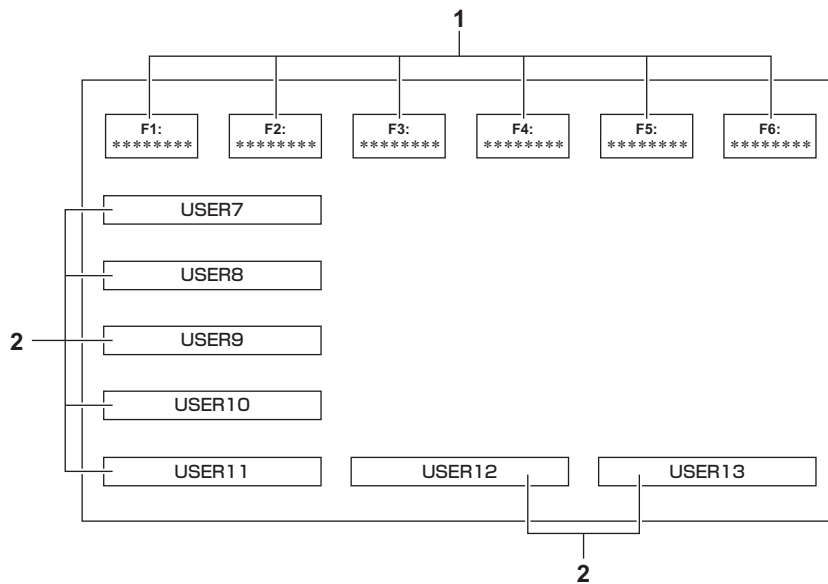 1
F1: F2: F3: F4: F5: F6:
******** ******** ******** ******** ******** ********
USER7
USER8
2 USER9
USER10
USER11 USER12 USER13
2